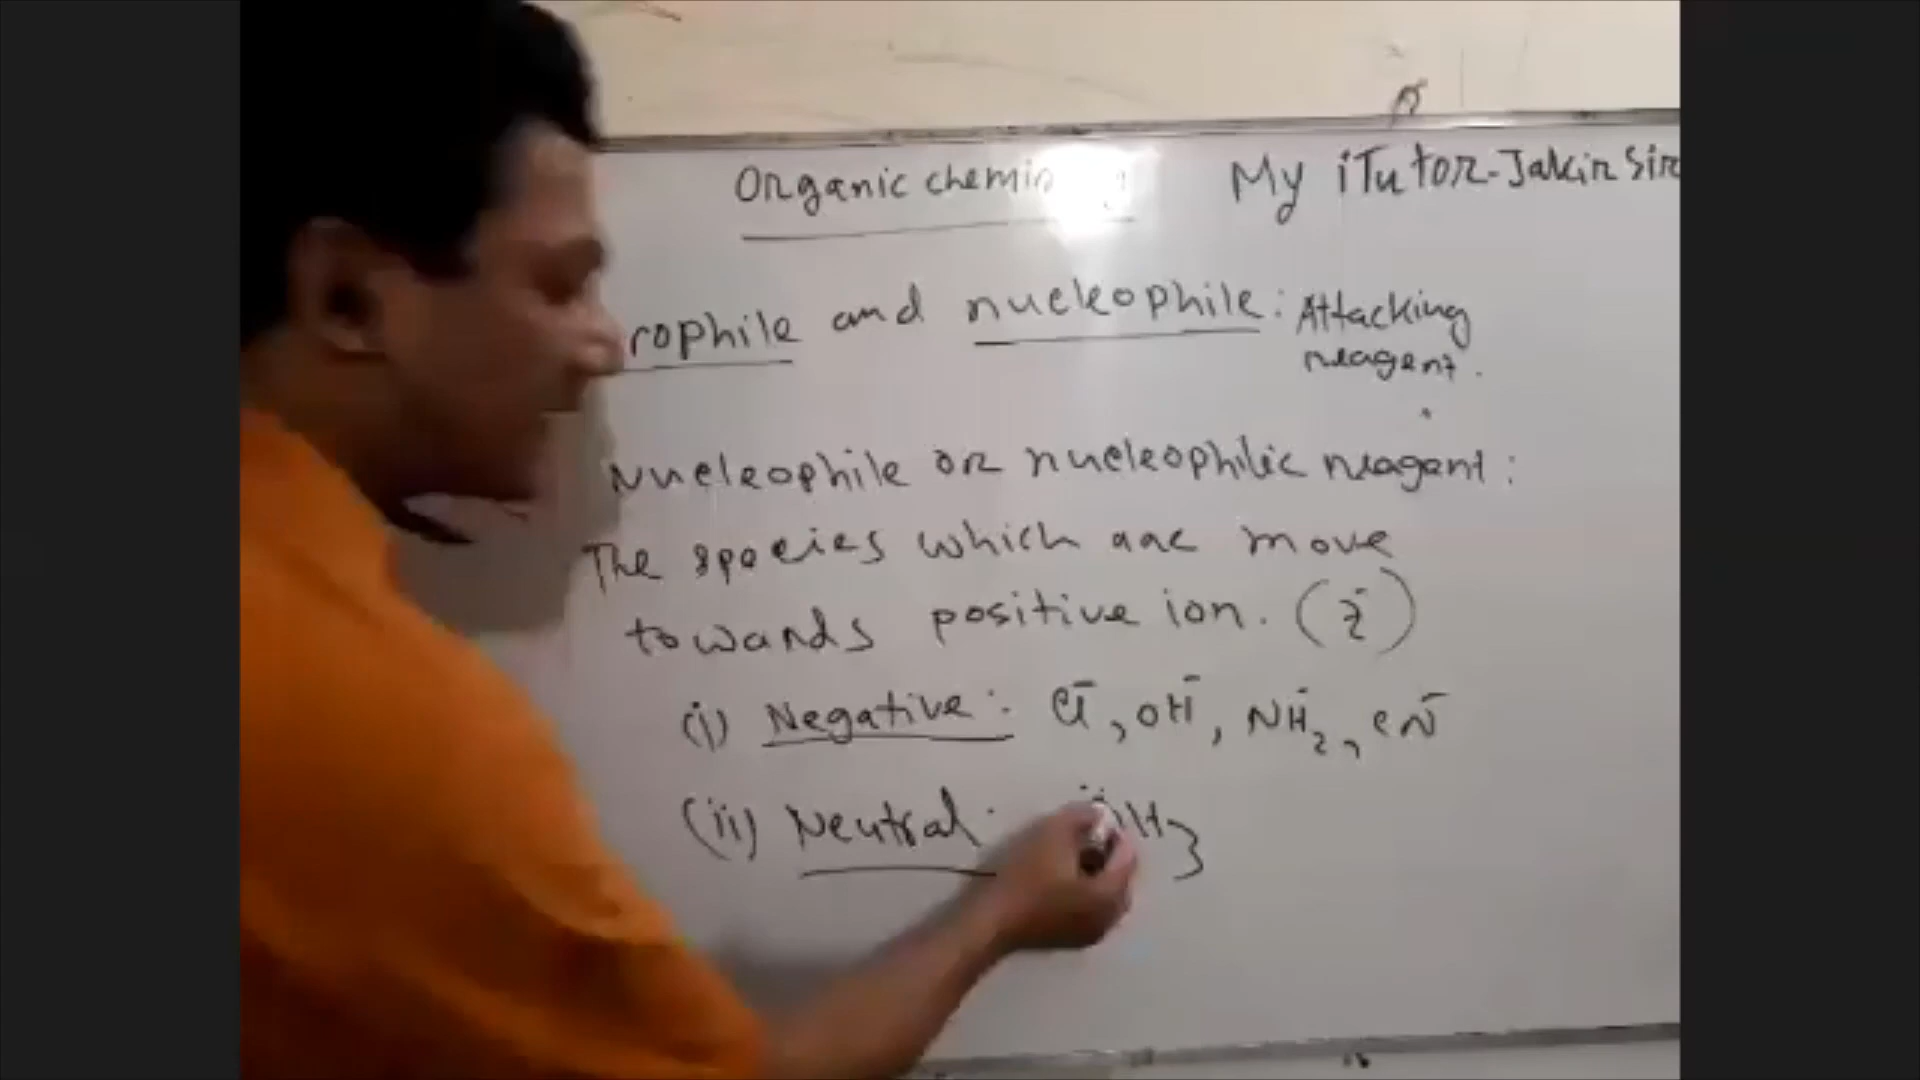 Organic chemis My iTutor-Jakir Sir
rophile and nucleophile: Attacking
reagent.
Nucleophile or nucleophilic reagent:
The species which are move
towards positive ion. (z̄)
(i) Negative: Cl⁻, OH⁻, NH₂⁻, CN⁻
(ii) Neutral: N̈H₃